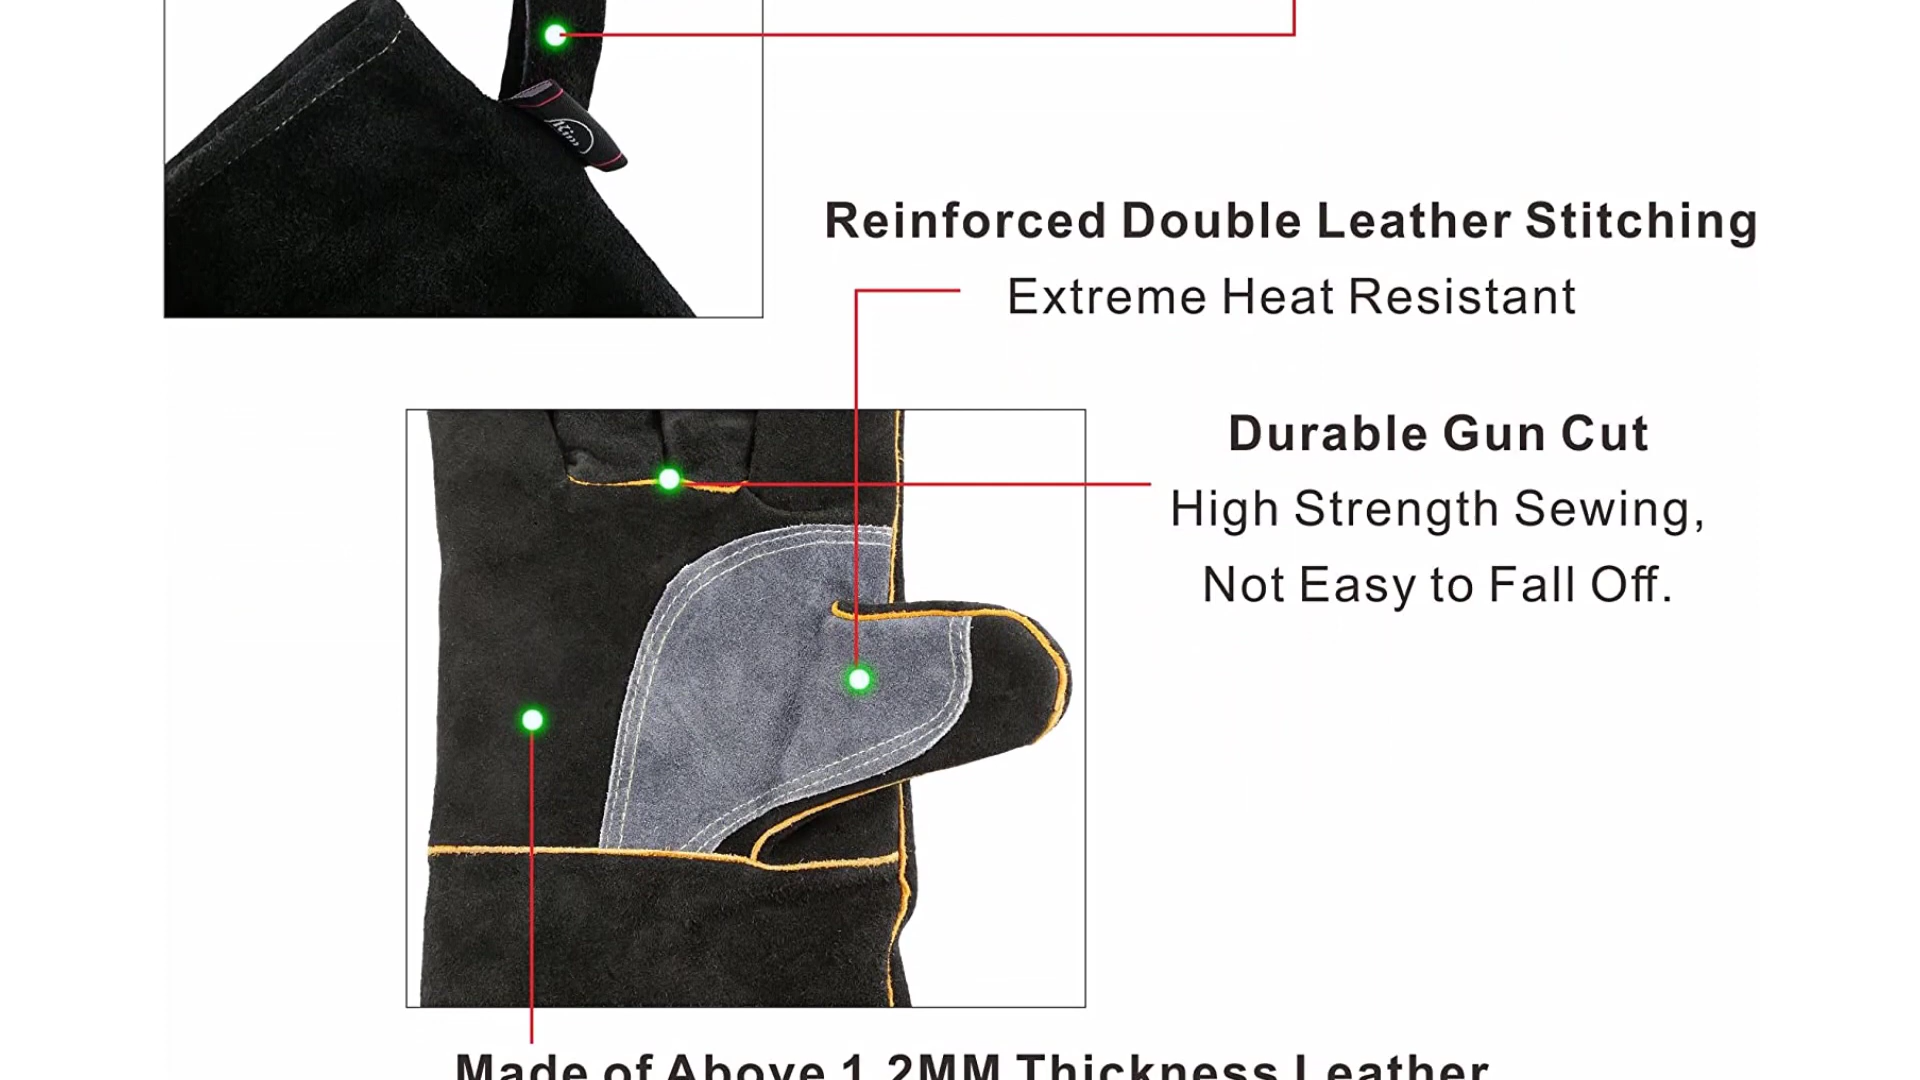 Reinforced Double Leather Stitching
Extreme Heat Resistant
Durable Gun Cut
High Strength Sewing,
Not Easy to Fall Off.
Made of Above 1.2MM Thickness Leather